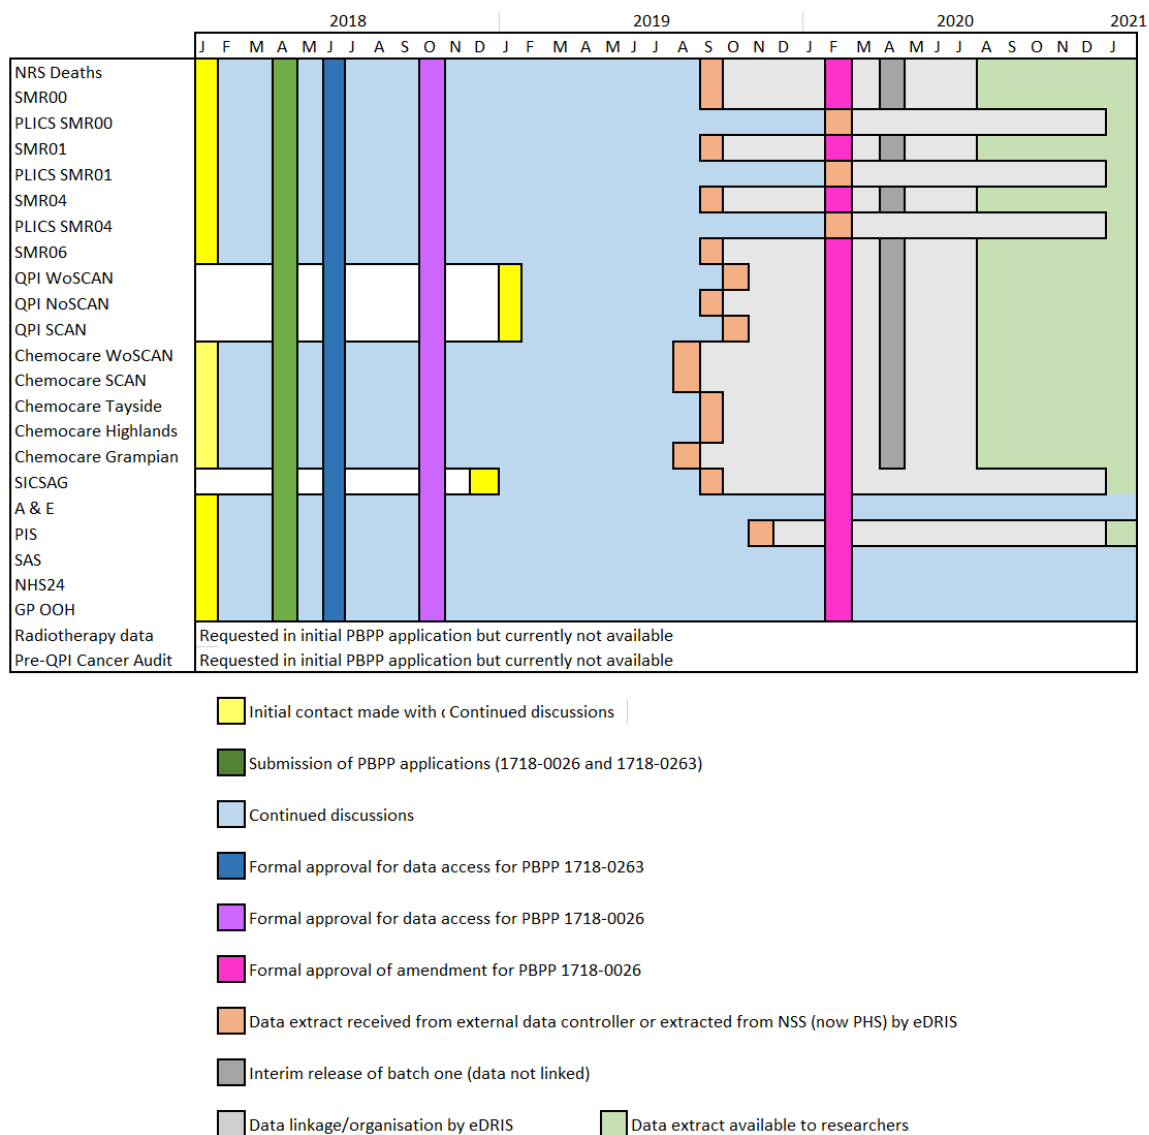 2018 2019 2020 2021
J F M A M J J A S O N D J F M A M J J A S O N D J F M A M J J A S O N D J
NRS Deaths
SMR00
PLICS SMR00
SMR01
PLICS SMR01
SMR04
PLICS SMR04
SMR06
QPI WoSCAN
QPI NoSCAN
QPI SCAN
Chemocare WoSCAN
Chemocare SCAN
Chemocare Tayside
Chemocare Highlands
Chemocare Grampian
SICSAG
A & E
PIS
SAS
NHS24
GP OOH
Radiotherapy data Requested in initial PBPP application but currently not available
Pre-QPI Cancer Audit Requested in initial PBPP application but currently not available
Initial contact made with Continued discussions
Submission of PBPP applications (1718-0026 and 1718-0263)
Continued discussions
Formal approval for data access for PBPP 1718-0263
Formal approval for data access for PBPP 1718-0026
Formal approval of amendment for PBPP 1718-0026
Data extract received from external data controller or extracted from NSS (now PHS) by eDRIS
Interim release of batch one (data not linked)
Data linkage/organisation by eDRIS Data extract available to researchers